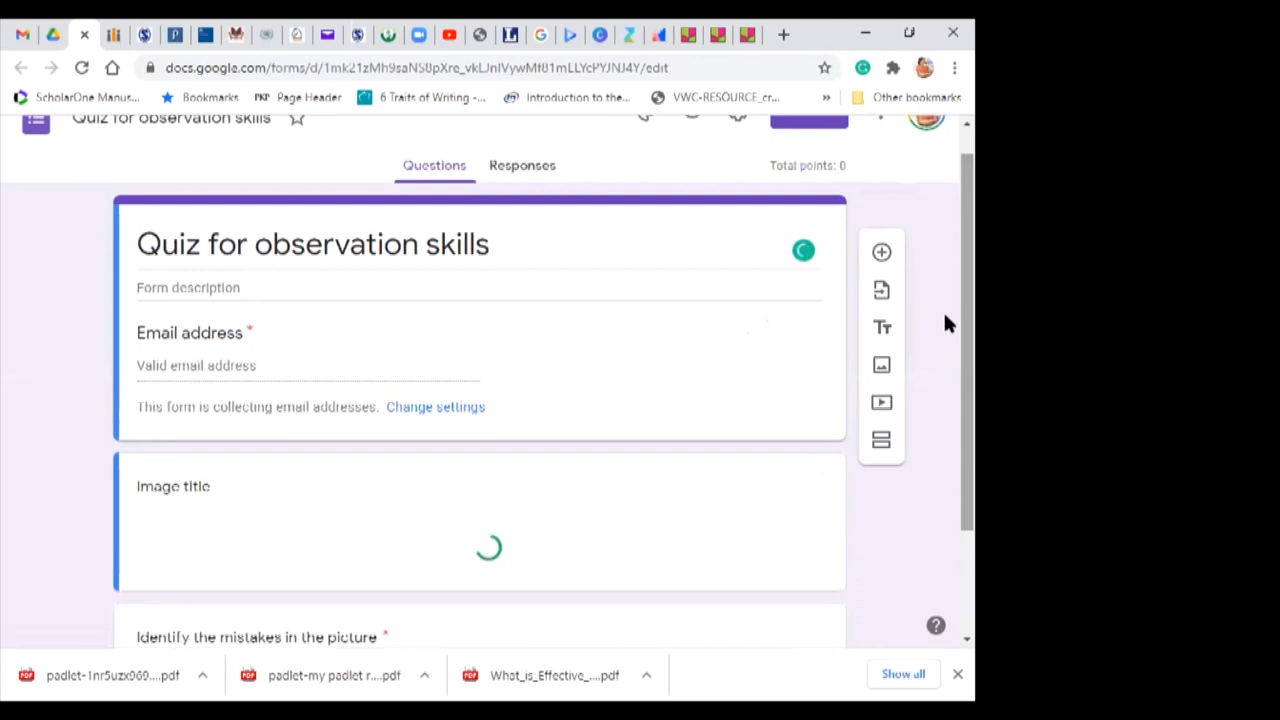 docs.google.com/forms/d/
/edit
ScholarOne Manus...
Bookmarks
PKP Page Header
6 Traits of Writing -...
Introduction to the...
VWC-RESOURCE_cr...
»
Other bookmarks
Quiz for observation skills
Questions
Responses
Total points: 0
Quiz for observation skills
Form description
Email address *
Valid email address
This form is collecting email addresses. Change settings
Image title
Identify the mistakes in the picture *
padlet-1nr5uzx969....pdf
padlet-my padlet r....pdf
What_is_Effective_....pdf
Show all